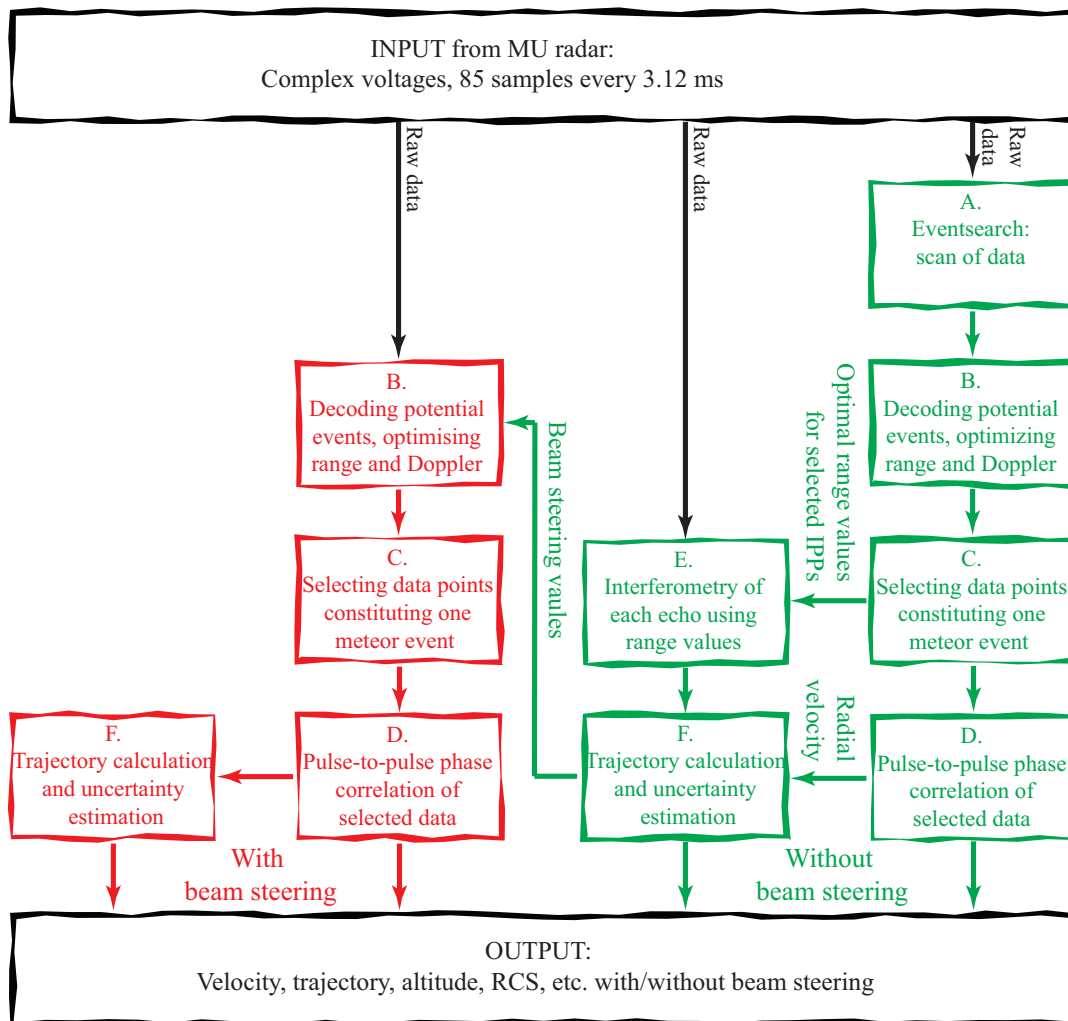 INPUT from MU radar:
Complex voltages, 85 samples every 3.12 ms
Raw data
Raw data
Raw
data
A.
Eventsearch:
scan of data
B.
Decoding potential
events, optimising
range and Doppler
Beam steering vaules
Optimal range values
for selected IPPs
B.
Decoding potential
events, optimizing
range and Doppler
C.
Selecting data points
constituting one
meteor event
E.
Interferometry of
each echo using
range values
C.
Selecting data points
constituting one
meteor event
F.
Trajectory calculation
and uncertainty
estimation
D.
Pulse-to-pulse phase
correlation of
selected data
F.
Trajectory calculation
and uncertainty
estimation
Radial
velocity
D.
Pulse-to-pulse phase
correlation of
selected data
With
beam steering
Without
beam steering
OUTPUT:
Velocity, trajectory, altitude, RCS, etc. with/without beam steering